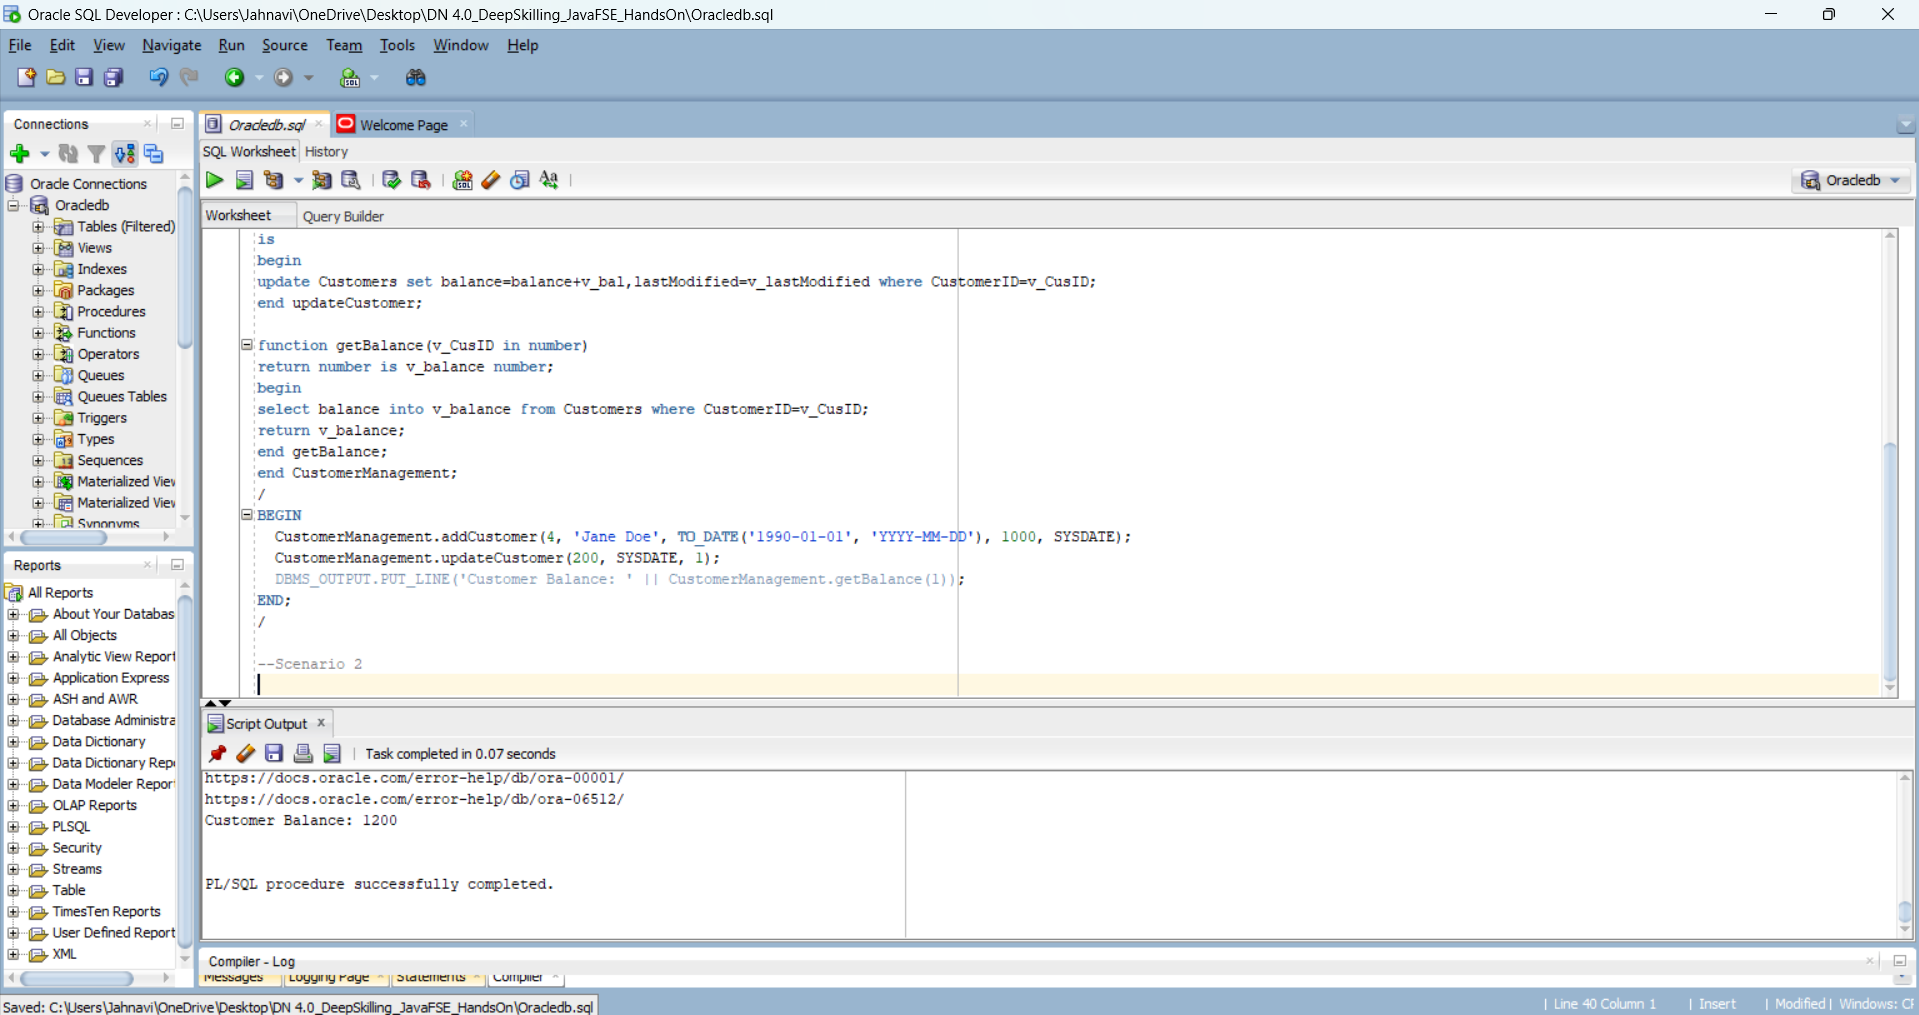 Oracle SQL Developer : C:\Users\Jahnavi\OneDrive\Desktop\DN 4.0_DeepSkilling_JavaFSE_HandsOn\Oracledb.sql
File Edit View Navigate Run Source Team Tools Window Help
Connections
Oracle Connections
Oracledb
Tables (Filtered)
Views
Indexes
Packages
Procedures
Functions
Operators
Queues
Queues Tables
Triggers
Types
Sequences
Materialized View
Materialized View
Synonyms
Reports
All Reports
About Your Databas
All Objects
Analytic View Report
Application Express
ASH and AWR
Database Administra
Data Dictionary
Data Dictionary Repo
Data Modeler Report
OLAP Reports
PLSQL
Security
Streams
Table
TimesTen Reports
User Defined Report
XML
Oracledb.sql Welcome Page
SQL Worksheet History
Oracledb
Worksheet Query Builder
is
begin
update Customers set balance=balance+v_bal,lastModified=v_lastModified where CustomerID=v_CusID;
end updateCustomer;
function getBalance(v_CusID in number)
return number is v_balance number;
begin
select balance into v_balance from Customers where CustomerID=v_CusID;
return v_balance;
end getBalance;
end CustomerManagement;
/
BEGIN
CustomerManagement.addCustomer(4, 'Jane Doe', TO_DATE('1990-01-01', 'YYYY-MM-DD'), 1000, SYSDATE);
CustomerManagement.updateCustomer(200, SYSDATE, 1);
DBMS_OUTPUT.PUT_LINE('Customer Balance: ' || CustomerManagement.getBalance(1));
END;
/
--Scenario 2
Script Output
Task completed in 0.07 seconds
https://docs.oracle.com/error-help/db/ora-00001/
https://docs.oracle.com/error-help/db/ora-06512/
Customer Balance: 1200
PL/SQL procedure successfully completed.
Compiler - Log
Messages Logging Page Statements Compiler
Saved: C:\Users\Jahnavi\OneDrive\Desktop\DN 4.0_DeepSkilling_JavaFSE_HandsOn\Oracledb.sql
Line 40 Column 1 Insert Modified Windows: CF